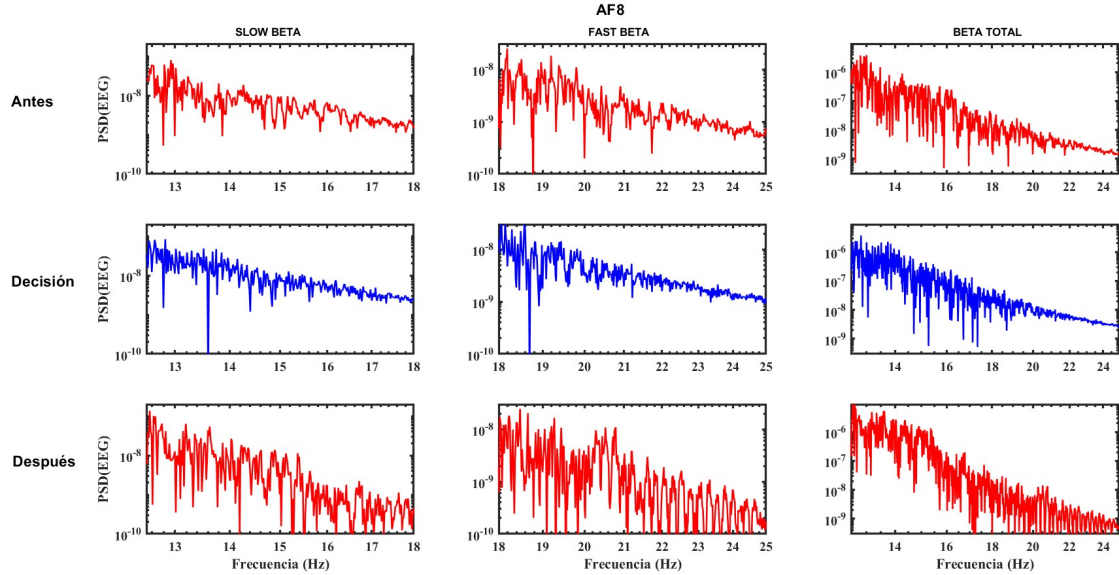 AF8
SLOW BETA FAST BETA BETA TOTAL
Antes
PSD(EEG)
10^-8
10^-10
13 14 15 16 17 18
10^-8
10^-9
10^-10
18 19 20 21 22 23 24 25
10^-6
10^-7
10^-8
10^-9
14 16 18 20 22 24
Decisión
PSD(EEG)
10^-8
10^-10
13 14 15 16 17 18
10^-8
10^-9
10^-10
18 19 20 21 22 23 24 25
10^-6
10^-7
10^-8
10^-9
14 16 18 20 22 24
Después
PSD(EEG)
10^-8
10^-10
13 14 15 16 17 18
Frecuencia (Hz)
10^-8
10^-9
10^-10
18 19 20 21 22 23 24 25
Frecuencia (Hz)
10^-6
10^-7
10^-8
10^-9
14 16 18 20 22 24
Frecuencia (Hz)